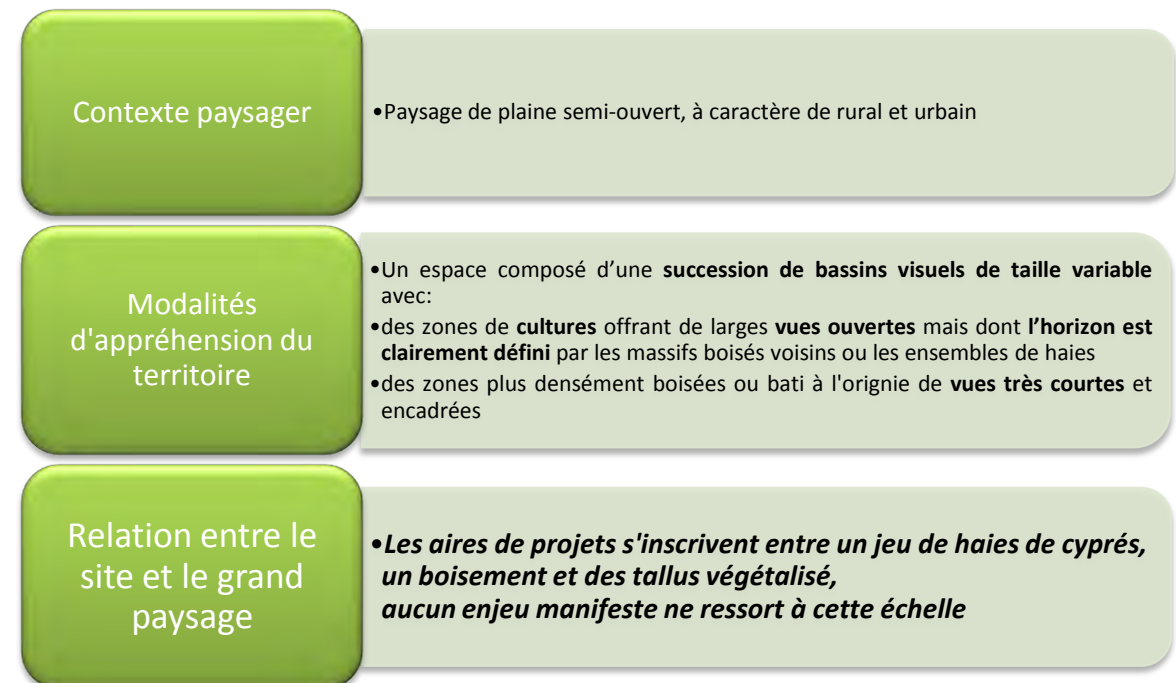 Contexte paysager
•Paysage de plaine semi-ouvert, à caractère de rural et urbain
Modalités
d'appréhension du
territoire
•Un espace composé d’une succession de bassins visuels de taille variable
avec:
•des zones de cultures offrant de larges vues ouvertes mais dont l’horizon est
clairement défini par les massifs boisés voisins ou les ensembles de haies
•des zones plus densément boisées ou bati à l'orignie de vues très courtes et
encadrées
Relation entre le
site et le grand
paysage
•Les aires de projets s'inscrivent entre un jeu de haies de cyprés,
un boisement et des tallus végétalisé,
aucun enjeu manifeste ne ressort à cette échelle